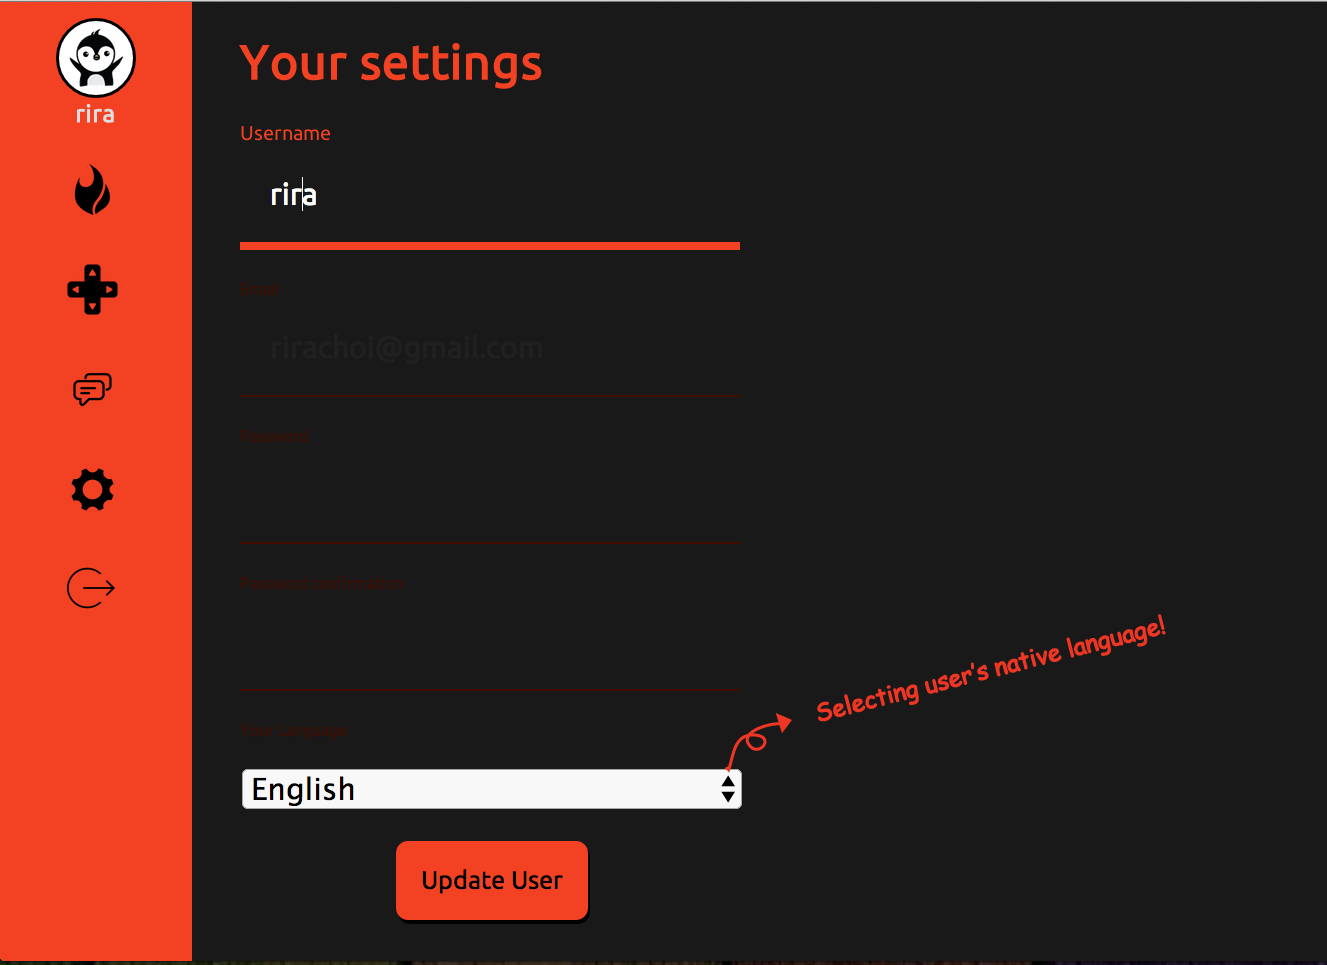 rira
Your settings
Username
rira
Email
rirachoi@gmail.com
Password
Password confirmation
Your language
Selecting user's native language!
English
Update User